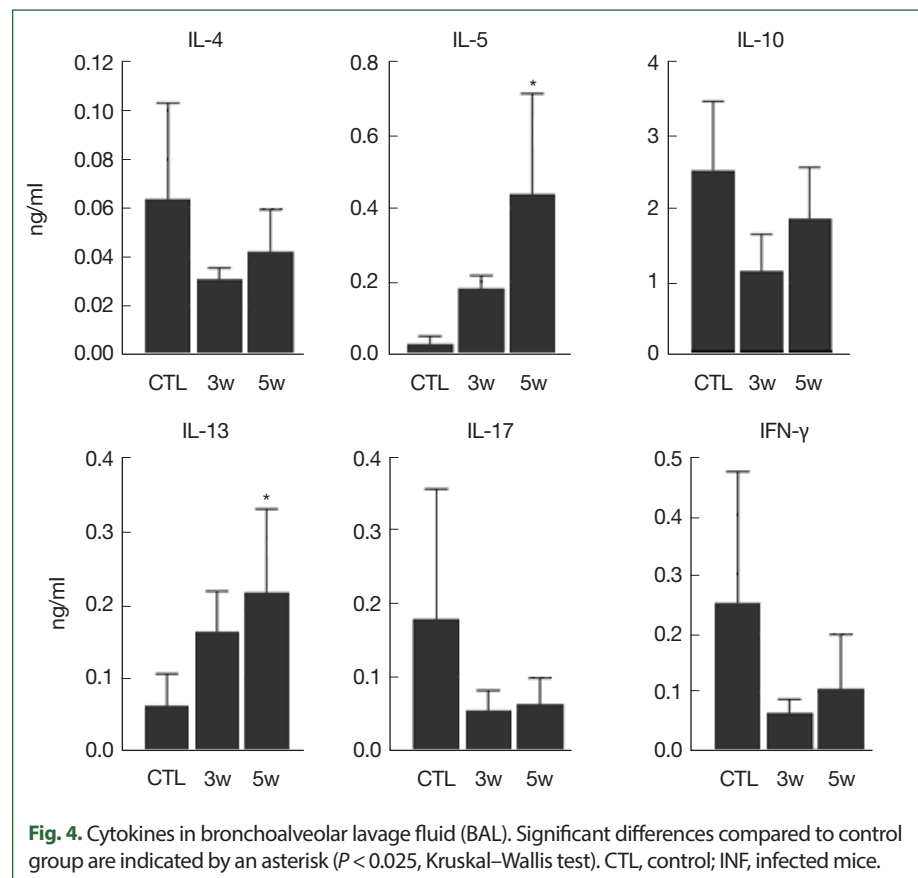 IL-4
IL-5
IL-10
0.12
0.10
0.08
0.06
0.04
0.02
0.00
ng/ml
CTL 3w 5w
0.8
0.6
0.4
0.2
0.0
*
CTL 3w 5w
4
3
2
1
0
CTL 3w 5w
IL-13
IL-17
IFN-γ
0.4
0.3
0.2
0.1
0.0
ng/ml
*
CTL 3w 5w
0.4
0.3
0.2
0.1
0.0
CTL 3w 5w
0.5
0.4
0.3
0.2
0.1
0.0
CTL 3w 5w
Fig. 4. Cytokines in bronchoalveolar lavage fluid (BAL). Significant differences compared to control
group are indicated by an asterisk (P < 0.025, Kruskal–Wallis test). CTL, control; INF, infected mice.